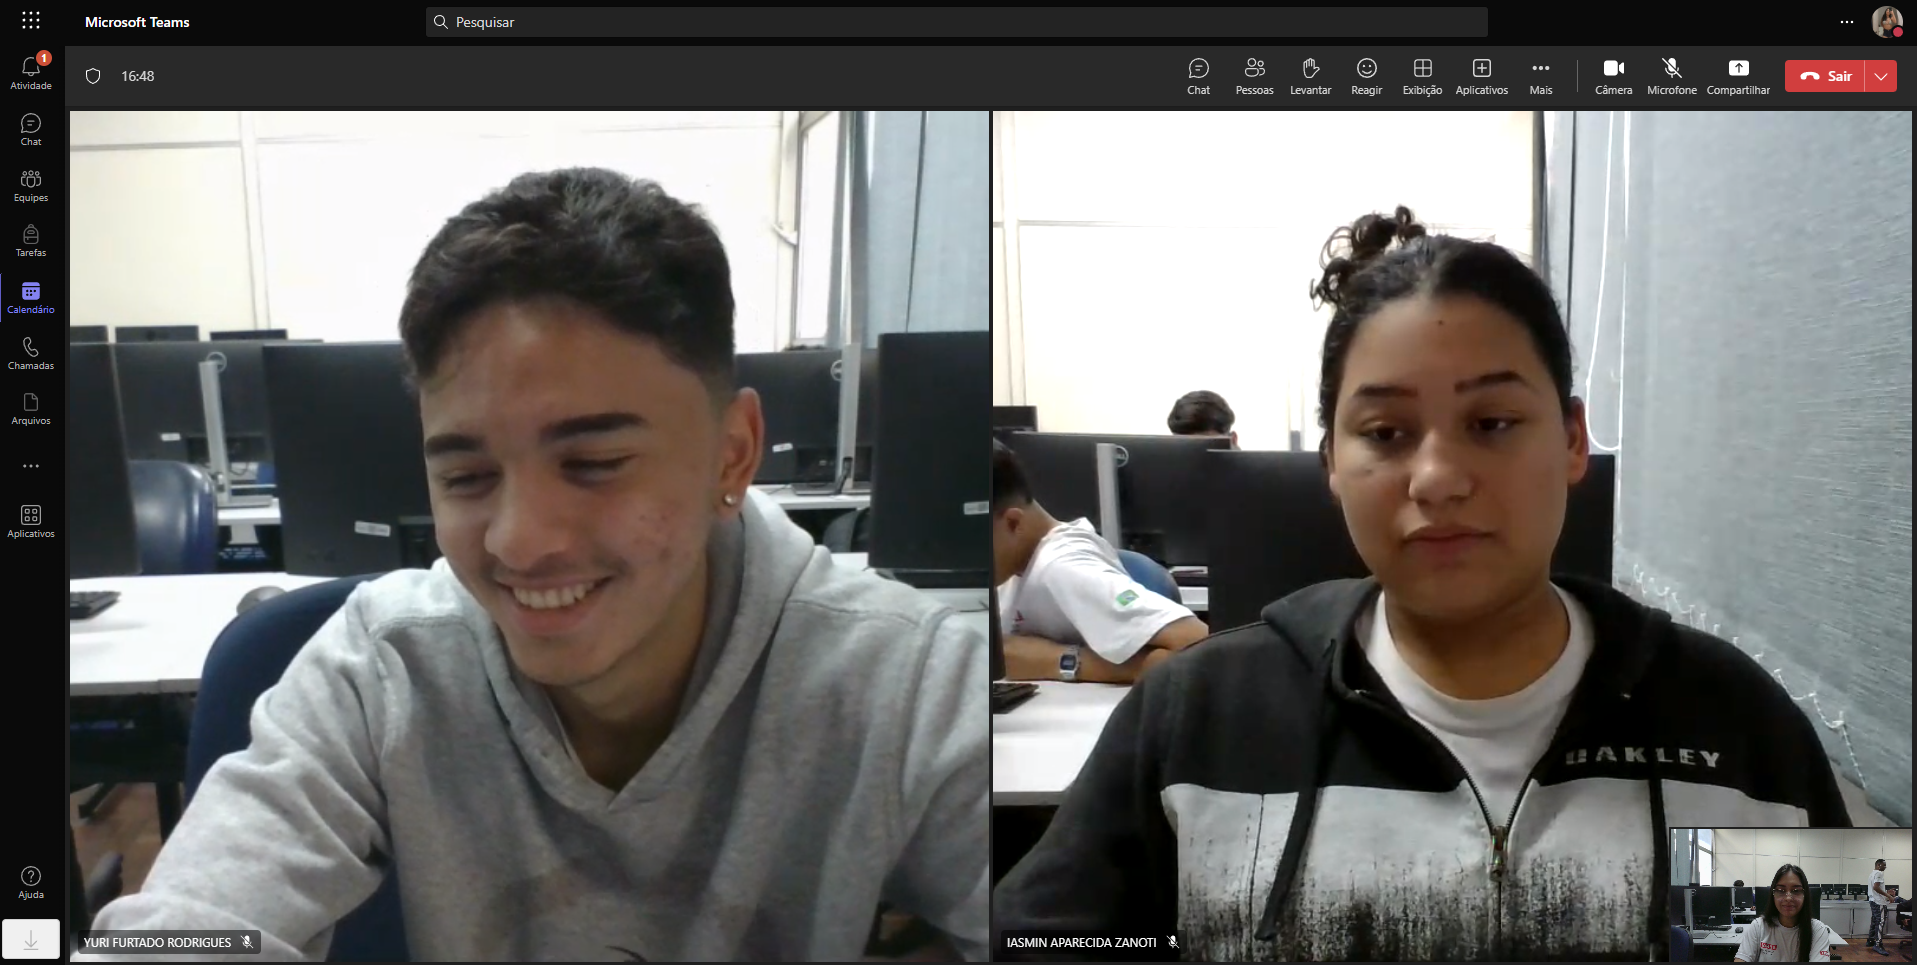 Microsoft Teams
Pesquisar
1
Atividade
Chat
Equipes
Tarefas
Calendário
Chamadas
Arquivos
Aplicativos
Ajuda
16:48
Chat
Pessoas
Levantar
Reagir
Exibição
Aplicativos
Mais
Câmera
Microfone
Compartilhar
Sair
OAKLEY
YURI FURTADO RODRIGUES
IASMIN APARECIDA ZANOTI